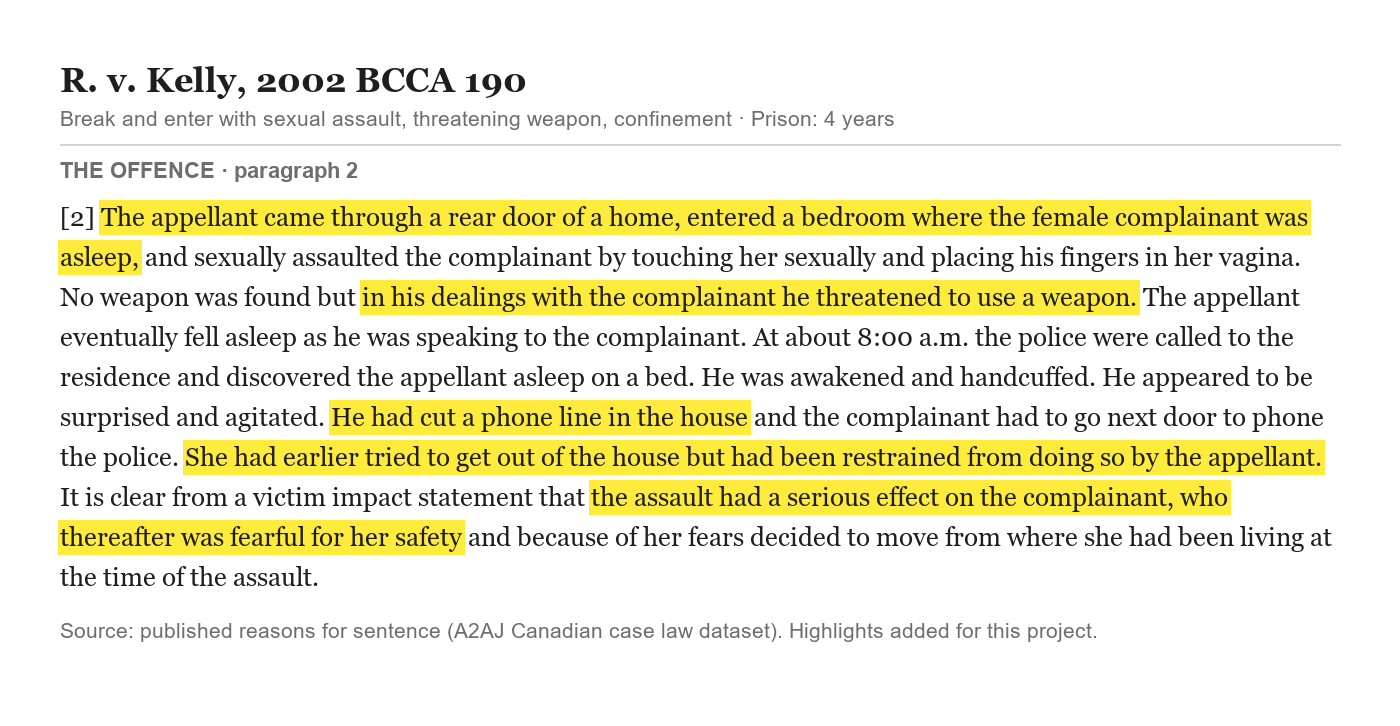 R. v. Kelly, 2002 BCCA 190
Break and enter with sexual assault, threatening weapon, confinement · Prison: 4 years
THE OFFENCE · paragraph 2
[2] The appellant came through a rear door of a home, entered a bedroom where the female complainant was
asleep, and sexually assaulted the complainant by touching her sexually and placing his fingers in her vagina.
No weapon was found but in his dealings with the complainant he threatened to use a weapon. The appellant
eventually fell asleep as he was speaking to the complainant. At about 8:00 a.m. the police were called to the
residence and discovered the appellant asleep on a bed. He was awakened and handcuffed. He appeared to be
surprised and agitated. He had cut a phone line in the house and the complainant had to go next door to phone
the police. She had earlier tried to get out of the house but had been restrained from doing so by the appellant.
It is clear from a victim impact statement that the assault had a serious effect on the complainant, who
thereafter was fearful for her safety and because of her fears decided to move from where she had been living at
the time of the assault.
Source: published reasons for sentence (A2AJ Canadian case law dataset). Highlights added for this project.